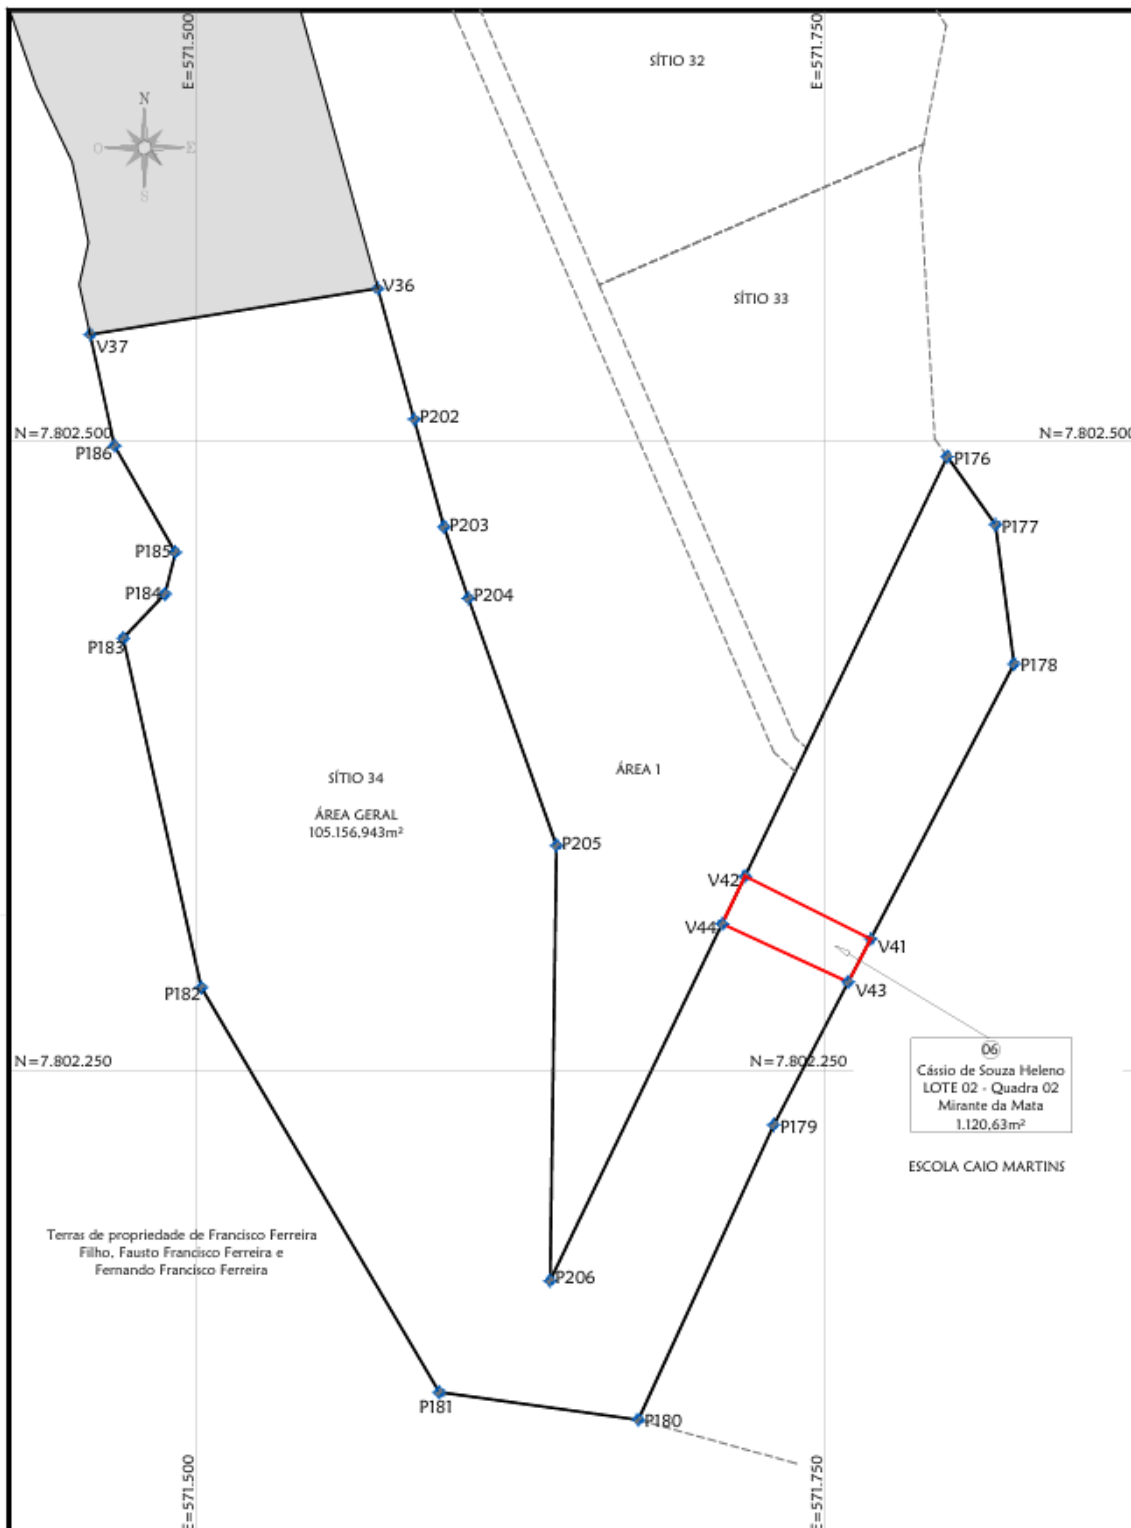 E=571.500
E=571.750
SÍTIO 32
N
O
E
S
V36
SÍTIO 33
V37
P202
N=7.802.500
N=7.802.500
P186
P176
P203
P177
P185
P184
P204
P183
P178
SÍTIO 34
ÁREA 1
ÁREA GERAL
105.156,943m²
P205
V42
V44
V41
P182
V43
N=7.802.250
N=7.802.250
06
Cássio de Souza Heleno
LOTE 02 - Quadra 02
Mirante da Mata
1.120,63m²
P179
ESCOLA CAIO MARTINS
Terras de propriedade de Francisco Ferreira
Filho, Fausto Francisco Ferreira e
Fernando Francisco Ferreira
P206
P181
P180
E=571.500
E=571.750